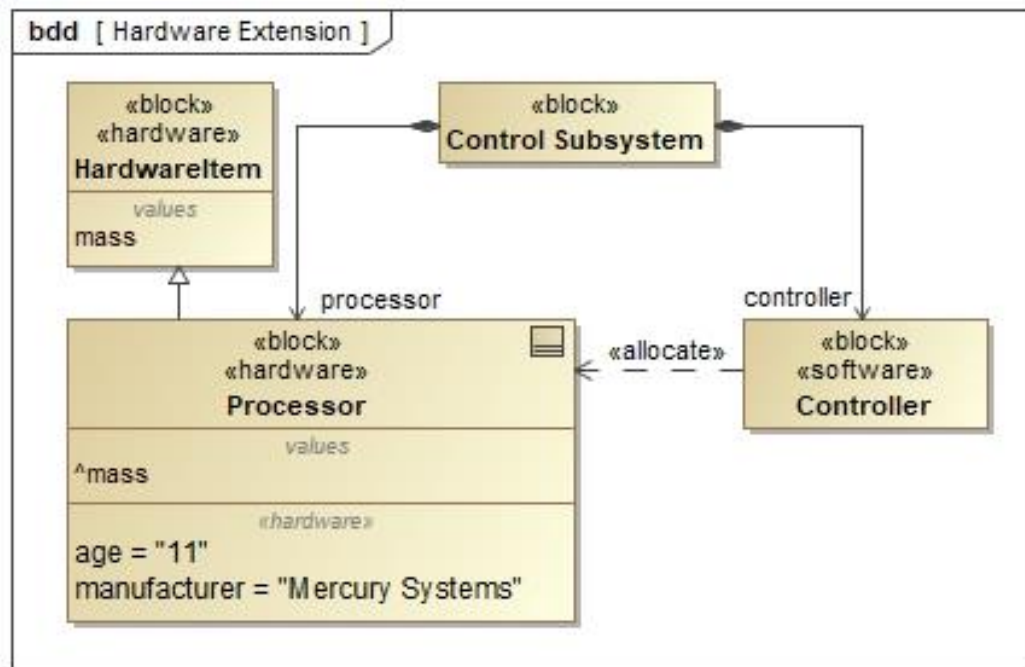 bdd [ Hardware Extension ]
«block»
«hardware»
HardwareItem
values
mass
«block»
Control Subsystem
processor
controller
«block»
«hardware»
Processor
values
^mass
«hardware»
age = "11"
manufacturer = "Mercury Systems"
«allocate»
«block»
«software»
Controller